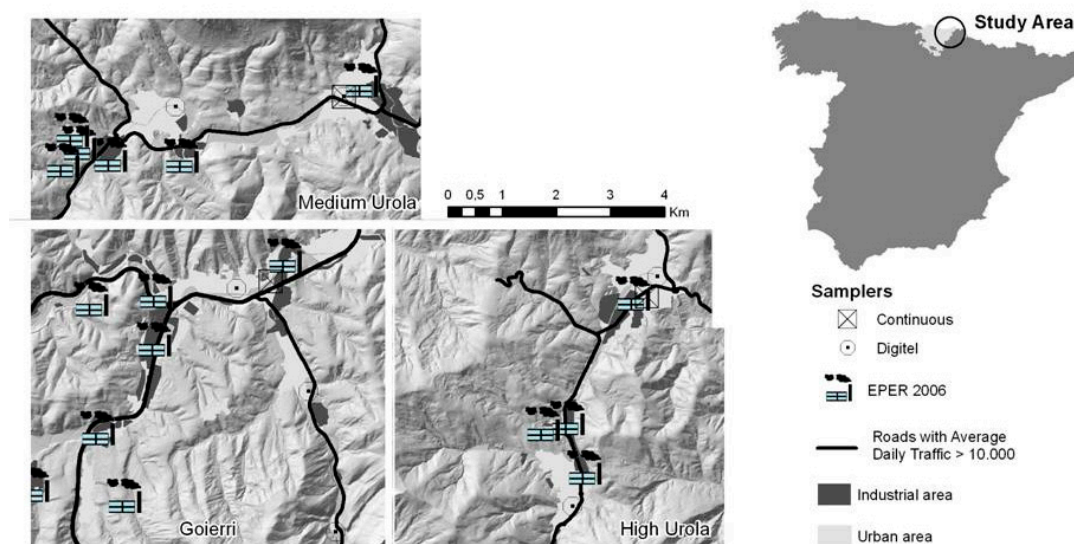 Study Area
Medium Urola
0 0,5 1 2 3 4
Km
Goierri
High Urola
Samplers
Continuous
Digitel
EPER 2006
Roads with Average
Daily Traffic > 10.000
Industrial area
Urban area